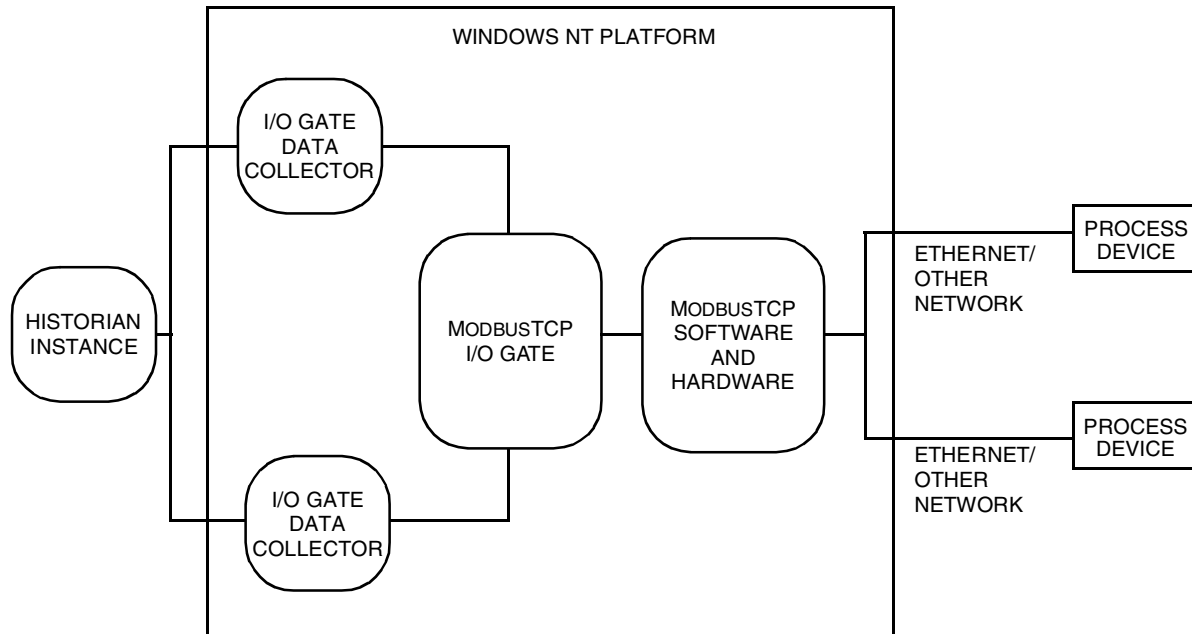 WINDOWS NT PLATFORM
I/O GATE
DATA
COLLECTOR
HISTORIAN
INSTANCE
MODBUSTCP
I/O GATE
MODBUSTCP
SOFTWARE
AND
HARDWARE
ETHERNET/
OTHER
NETWORK
PROCESS
DEVICE
I/O GATE
DATA
COLLECTOR
ETHERNET/
OTHER
NETWORK
PROCESS
DEVICE